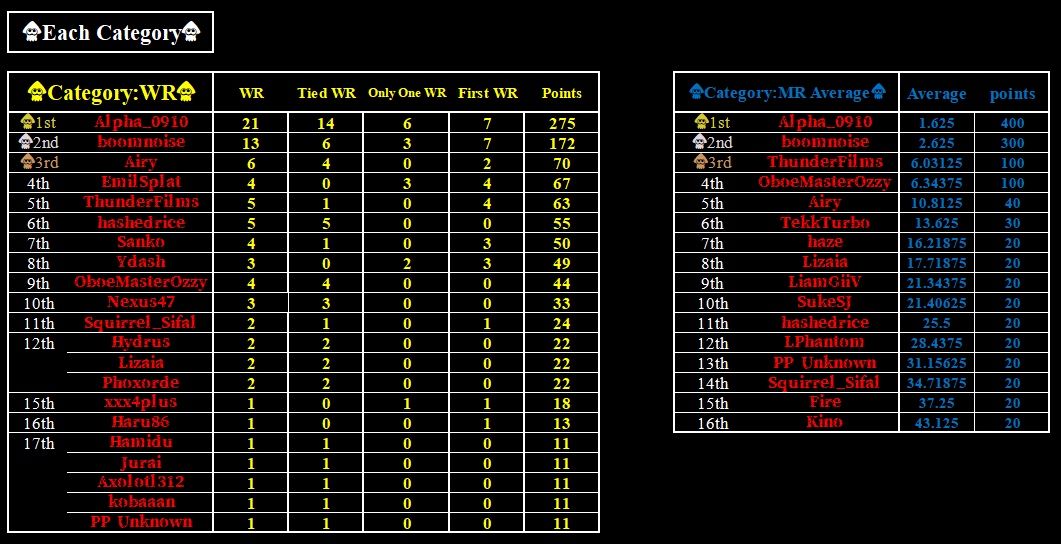 Each Category
Category:WR WR Tied WR Only One WR First WR Points
1st Alpha_0910 21 14 6 7 275
2nd boomnoise 13 6 3 7 172
3rd Airy 6 4 0 2 70
4th EmilSplat 4 0 3 4 67
5th ThunderFilms 5 1 0 4 63
6th hashedrice 5 5 0 0 55
7th Sanko 4 1 0 3 50
8th Ydash 3 0 2 3 49
9th OboeMasterOzzy 4 4 0 0 44
10th Nexus47 3 3 0 0 33
11th Squirrel_Sifal 2 1 0 1 24
12th Hydrus 2 2 0 0 22
Lizaia 2 2 0 0 22
Phoxorde 2 2 0 0 22
15th xxx4plus 1 0 1 1 18
16th Haru86 1 0 0 1 13
17th Hamidu 1 1 0 0 11
Jurai 1 1 0 0 11
Axolotl312 1 1 0 0 11
kobaaan 1 1 0 0 11
PP_Unknown 1 1 0 0 11
Category:MR Average Average points
1st Alpha_0910 1.625 400
2nd boomnoise 2.625 300
3rd ThunderFilms 6.03125 100
4th OboeMasterOzzy 6.34375 100
5th Airy 10.8125 40
6th TekkTurbo 13.625 30
7th haze 16.21875 20
8th Lizaia 17.71875 20
9th LiamGiiV 21.34375 20
10th SukeSJ 21.40625 20
11th hashedrice 25.5 20
12th LPhantom 28.4375 20
13th PP_Unknown 31.15625 20
14th Squirrel_Sifal 34.71875 20
15th Fire 37.25 20
16th Kino 43.125 20